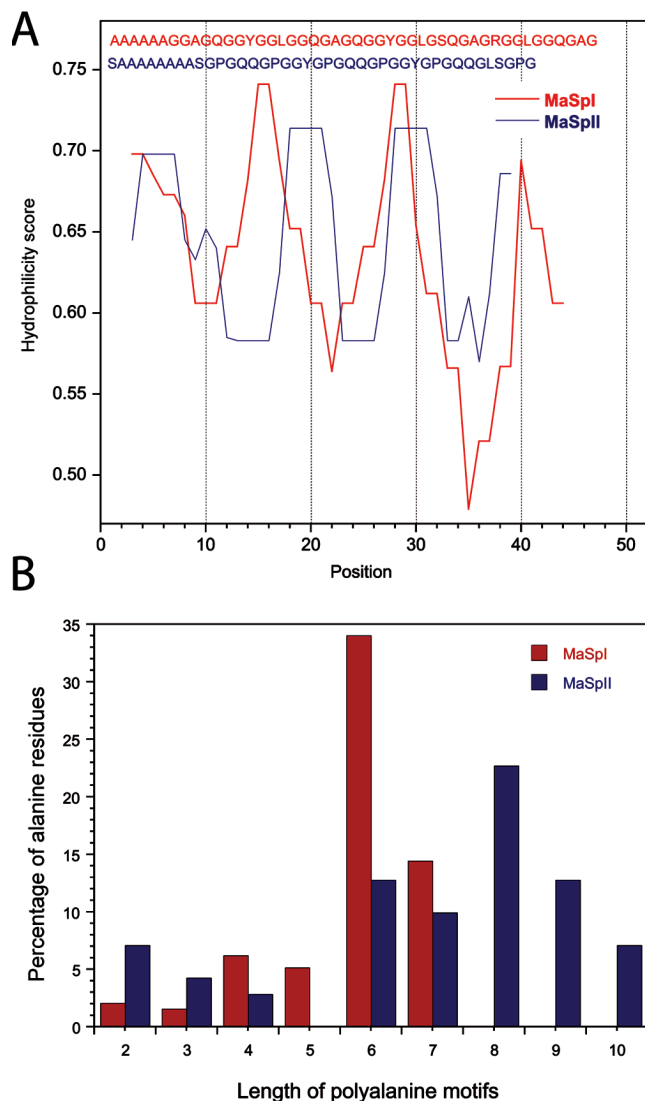 A
AAAAAAGGAGQGGYGGLGGQGAGQGGYGGLGSQGAGRGGLGGQGAG
SAAAAAAAASGPGQQGPGGYGPGQQGPGGYGPGQQGLSGPG
0.75
MaSpI
MaSpII
0.70
0.65
0.60
0.55
0.50
Hydrophilicity score
0 10 20 30 40 50
Position
B
35
30
25
20
15
10
5
0
MaSpI
MaSpII
Percentage of alanine residues
2 3 4 5 6 7 8 9 10
Length of polyalanine motifs